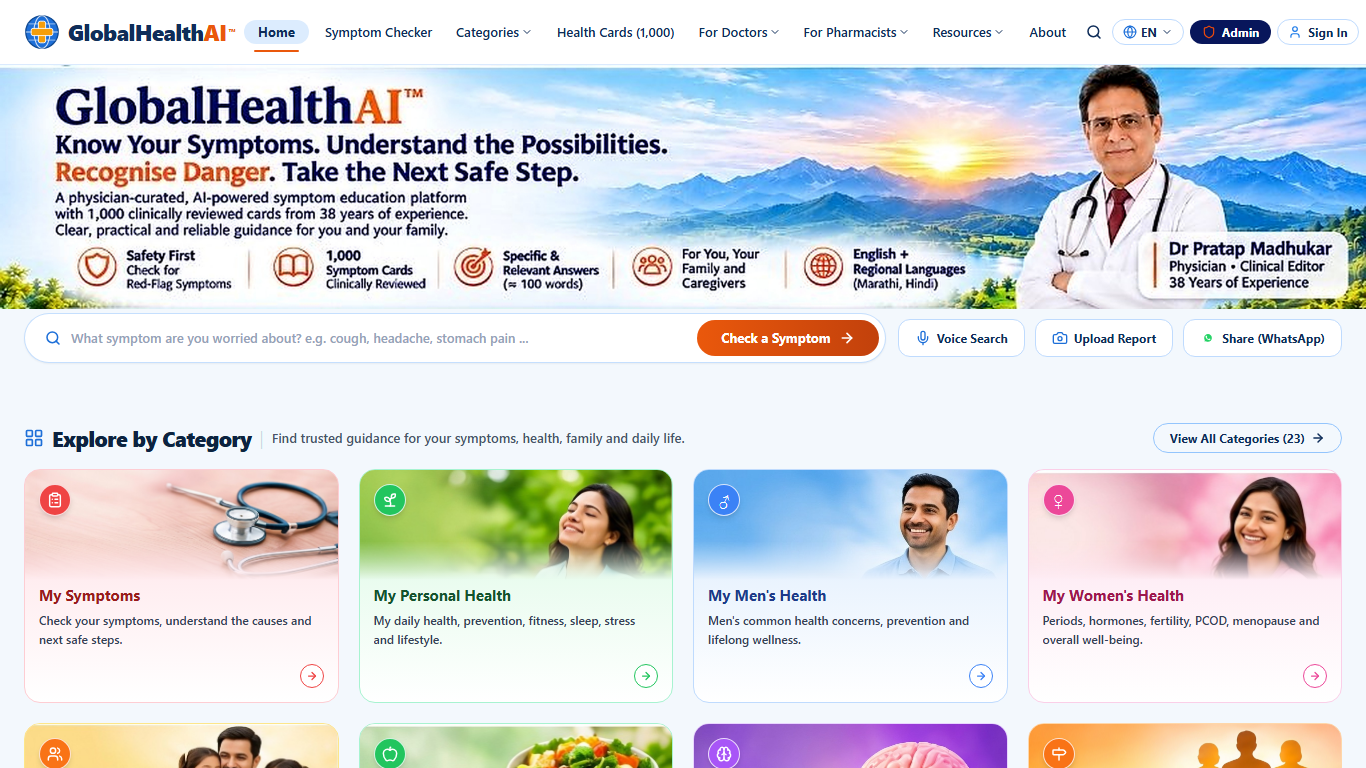 GlobalHealthAI™
Home
Symptom Checker
Categories
Health Cards (1,000)
For Doctors
For Pharmacists
Resources
About
EN
Admin
Sign In
GlobalHealthAI™
Know Your Symptoms. Understand the Possibilities.
Recognise Danger. Take the Next Safe Step.
A physician-curated, AI-powered symptom education platform
with 1,000 clinically reviewed cards from 38 years of experience.
Clear, practical and reliable guidance for you and your family.
Safety First
Check for
Red-Flag Symptoms
1,000
Symptom Cards
Clinically Reviewed
Specific &
Relevant Answers
(≈ 100 words)
For You, Your
Family and
Caregivers
English +
Regional Languages
(Marathi, Hindi)
Dr Pratap Madhukar
Physician • Clinical Editor
38 Years of Experience
What symptom are you worried about? e.g. cough, headache, stomach pain ...
Check a Symptom
Voice Search
Upload Report
Share (WhatsApp)
Explore by Category
Find trusted guidance for your symptoms, health, family and daily life.
View All Categories (23)
My Symptoms
Check your symptoms, understand the causes and
next safe steps.
My Personal Health
My daily health, prevention, fitness, sleep, stress
and lifestyle.
My Men's Health
Men's common health concerns, prevention and
lifelong wellness.
My Women's Health
Periods, hormones, fertility, PCOD, menopause and
overall well-being.